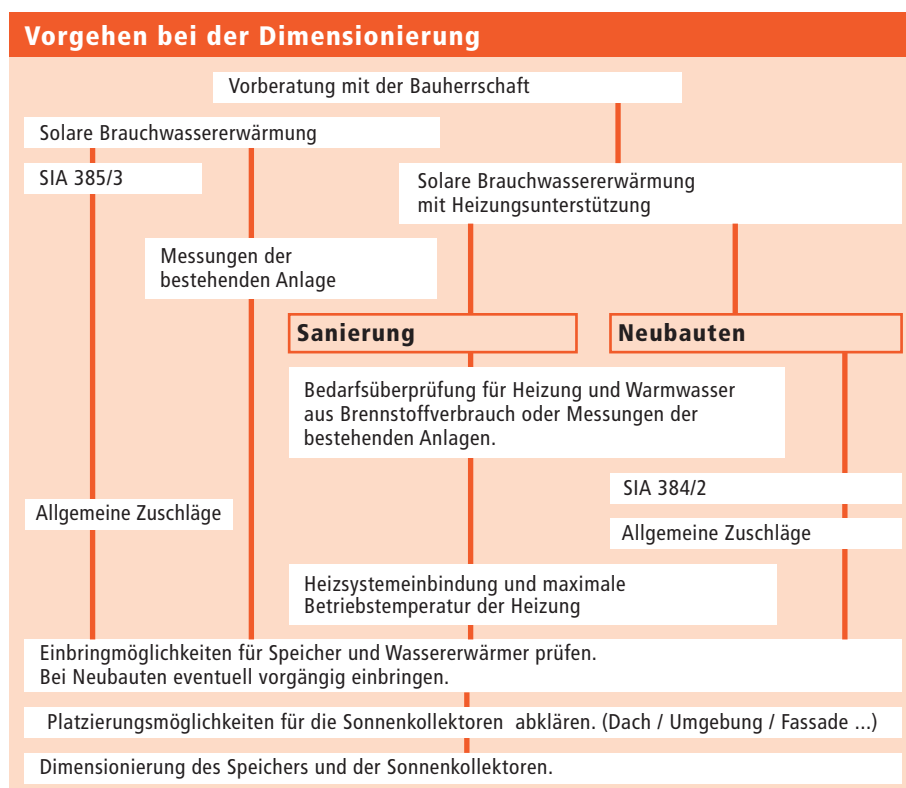 Vorgehen bei der Dimensionierung
Vorberatung mit der Bauherrschaft
Solare Brauchwassererwärmung
SIA 385/3
Solare Brauchwassererwärmung
mit Heizungsunterstützung
Messungen der
bestehenden Anlage
Sanierung
Neubauten
Bedarfsüberprüfung für Heizung und Warmwasser
aus Brennstoffverbrauch oder Messungen der
bestehenden Anlagen.
SIA 384/2
Allgemeine Zuschläge
Allgemeine Zuschläge
Heizsystemeinbindung und maximale
Betriebstemperatur der Heizung
Einbringmöglichkeiten für Speicher und Wassererwärmer prüfen.
Bei Neubauten eventuell vorgängig einbringen.
Platzierungsmöglichkeiten für die Sonnenkollektoren abklären. (Dach / Umgebung / Fassade ...)
Dimensionierung des Speichers und der Sonnenkollektoren.